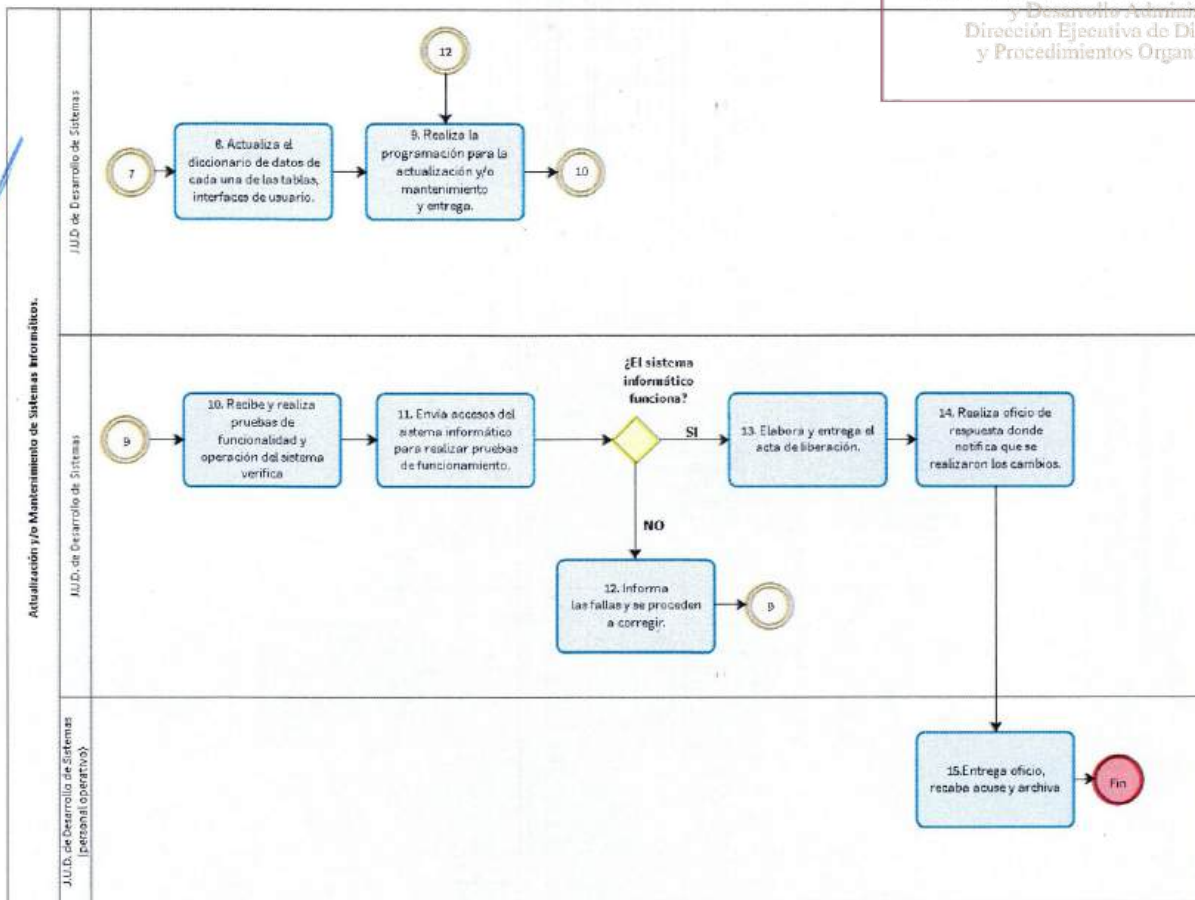 y Desarrollo Adminis
Dirección Ejecutiva de Di
y Procedimientos Organ
Actualización y/o Mantenimiento de Sistemas Informáticos.
J.U.D de Desarrollo de Sistemas
12
7
8. Actualiza el
diccionario de datos de
cada una de las tablas,
interfaces de usuario.
9. Realiza la
programación para la
actualización y/o
mantenimiento
y entrega.
10
J.U.D. de Desarrollo de Sistemas
9
10. Recibe y realiza
pruebas de
funcionalidad y
operación del sistema
verifica
11. Envía accesos del
sistema informático
para realizar pruebas
de funcionamiento.
¿El sistema
informático
funciona?
SI
13. Elabora y entrega el
acta de liberación.
14. Realiza oficio de
respuesta donde
notifica que se
realizaron los cambios.
NO
12. Informa
las fallas y se proceden
a corregir.
9
J.U.D. de Desarrollo de Sistemas
(personal operativo)
15.Entrega oficio,
recaba acuse y archiva
Fin